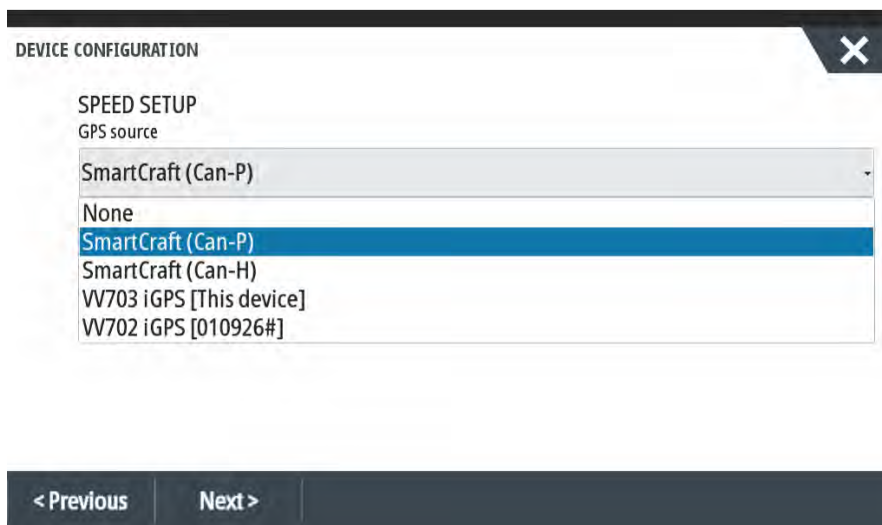 DEVICE CONFIGURATION
SPEED SETUP
GPS source
SmartCraft (Can-P)
None
SmartCraft (Can-P)
SmartCraft (Can-H)
VV703 iGPS [This device]
VV702 iGPS [010926#]
< Previous
Next >